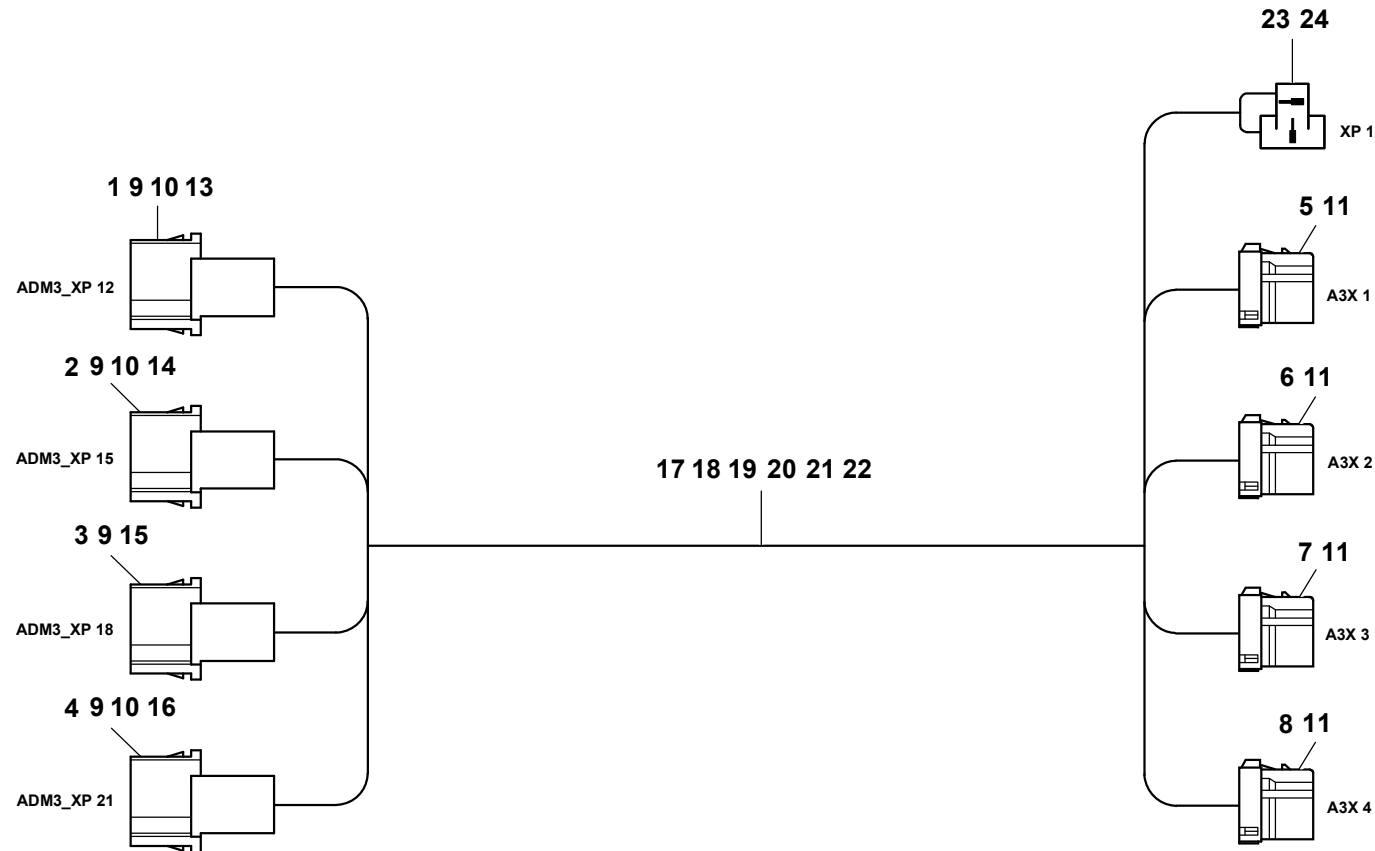 23 24
XP 1
1 9 10 13
5 11
ADM3_XP 12
A3X 1
2 9 10 14
6 11
ADM3_XP 15
17 18 19 20 21 22
A3X 2
3 9 15
7 11
ADM3_XP 18
A3X 3
4 9 10 16
8 11
ADM3_XP 21
A3X 4